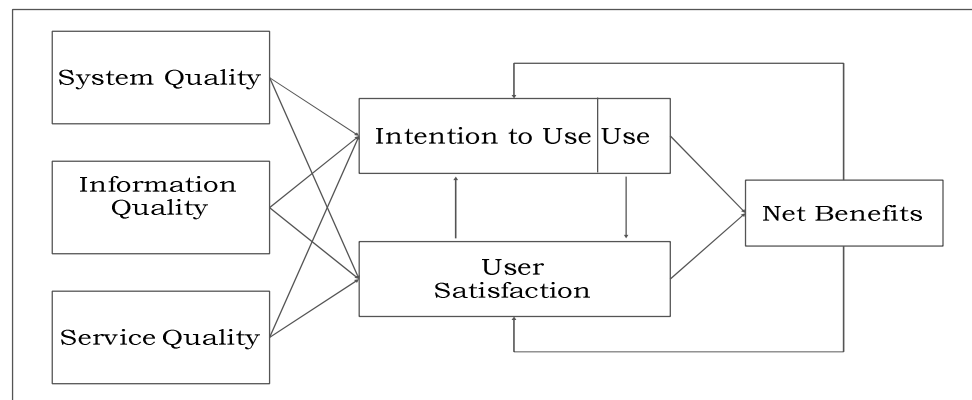 System Quality
Information
Quality
Service Quality
Intention to Use
Use
User
Satisfaction
Net Benefits